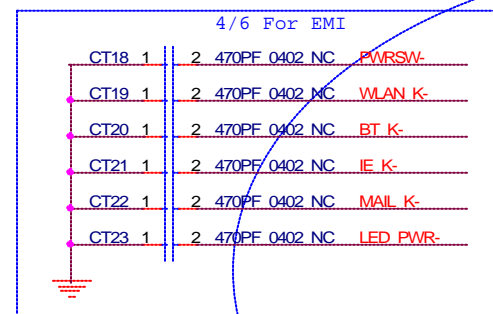 4/6 For EMI
CT18 1 2 470PF 0402 NC PWRSW-
CT19 1 2 470PF 0402 NC WLAN K-
CT20 1 2 470PF 0402 NC BT K-
CT21 1 2 470PF 0402 NC IE K-
CT22 1 2 470PF 0402 NC MAIL K-
CT23 1 2 470PF 0402 NC LED PWR-